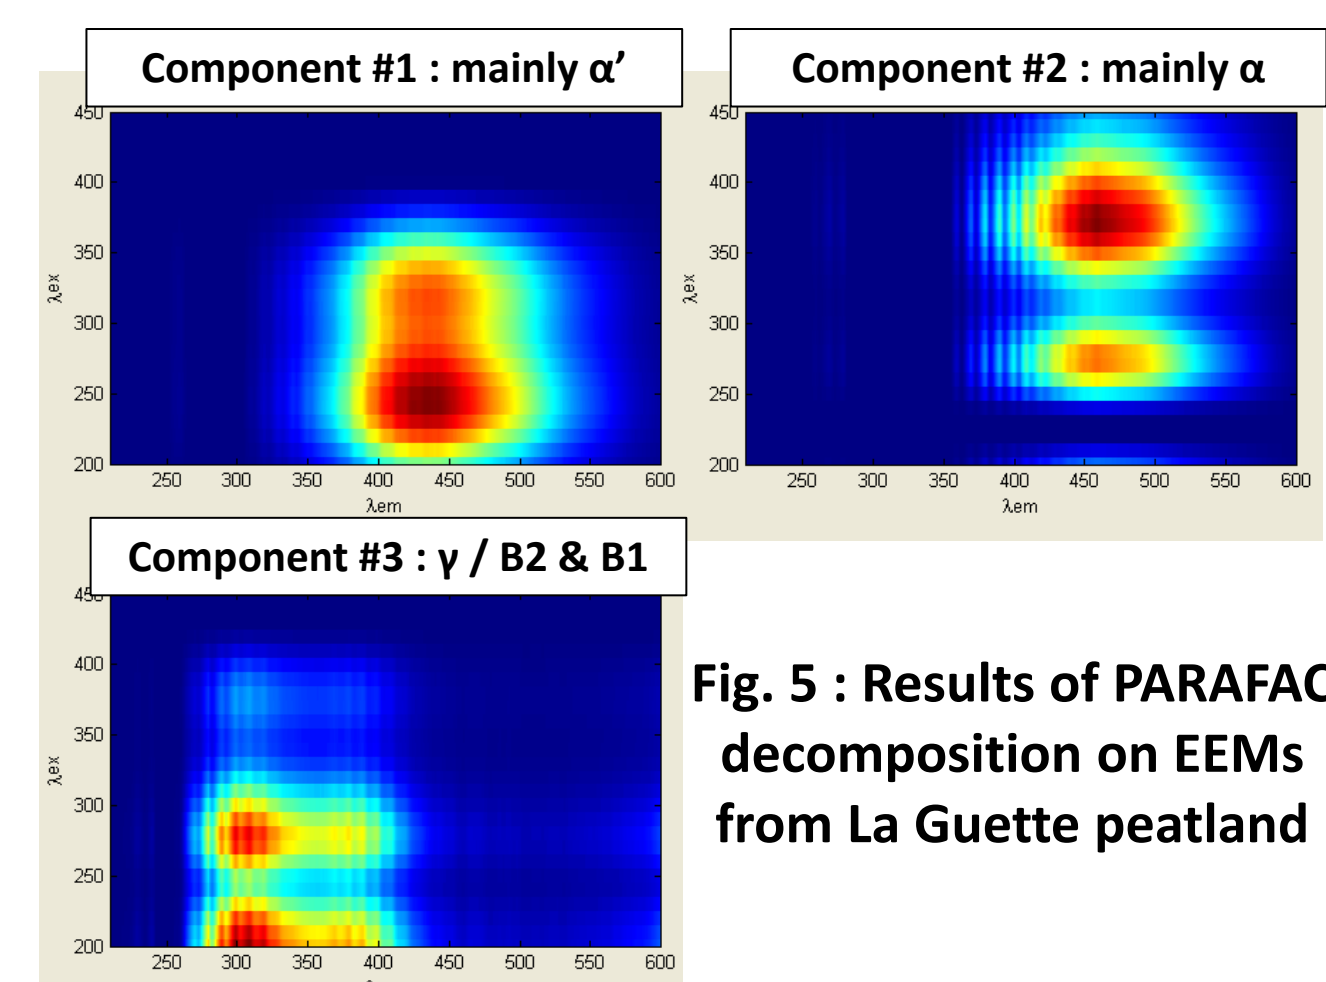 Component #1 : mainly α’
Component #2 : mainly α
450
400
350
300
250
200
λex
250 300 350 400 450 500 550 600
λem
450
400
350
300
250
200
λex
250 300 350 400 450 500 550 600
λem
Component #3 : γ / B2 & B1
450
400
350
300
250
200
λex
250 300 350 400 450 500 550 600
Fig. 5 : Results of PARAFAC
decomposition on EEMs
from La Guette peatland